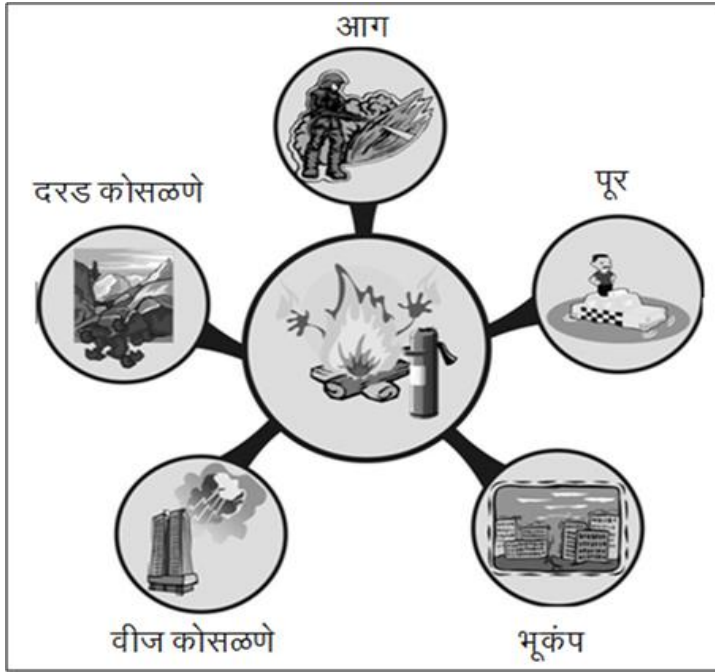 आग
दरड कोसळणे
पूर
वीज कोसळणे
भूकंप